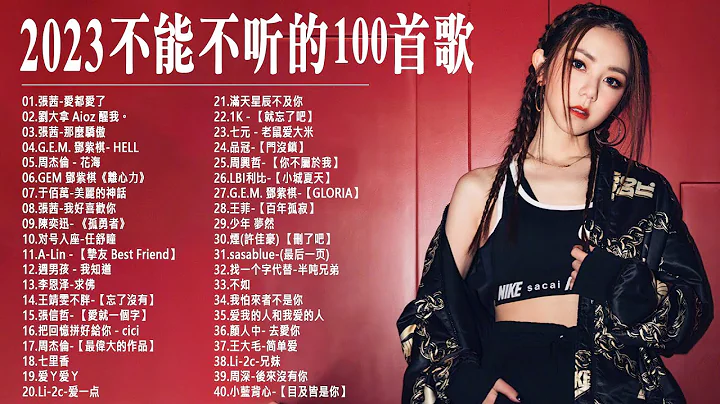 2023不能不听的100首歌
01.張茜-愛都愛了
02.劉大拿 Aioz 醒我。
03.張茜-那麼驕傲
04.G.E.M. 鄧紫棋- HELL
05.周杰倫 - 花海
06.GEM 鄧紫棋《離心力》
07.于佰萬-美麗的神話
08.張茜-我好喜歡你
09.陳奕迅- 《孤勇者》
10.对号入座-任舒瞳
11.A-Lin - 【摯友 Best Friend】
12.遇男孩 - 我知道
13.李恩泽-求佛
14.王靖雯不胖-【忘了沒有】
15.張信哲-【愛就一個字】
16.把回憶拼好給你 - cici
17.周杰倫-【最偉大的作品】
18.七里香
19.爱丫爱丫
20.Li-2c-爱一点
21.滿天星辰不及你
22.1K - 【就忘了吧】
23.七元 - 老鼠爱大米
24.品冠-【門沒鎖】
25.周興哲-【你不屬於我】
26.LBI利比-【小城夏天】
27.G.E.M. 鄧紫棋-【GLORIA】
28.王菲-【百年孤寂】
29.少年 夢然
30.煙(許佳豪) 【刪了吧】
31.sasablue-(最后一页)
32.找一个字代替-半吨兄弟
33.不如
34.我怕來者不是你
35.爱我的人和我爱的人
36.顏人中- 去愛你
37.王大毛-简单爱
38.Li-2c-兄妹
39.周深-後來沒有你
40.小藍背心-【目及皆是你】
NIKE sacai